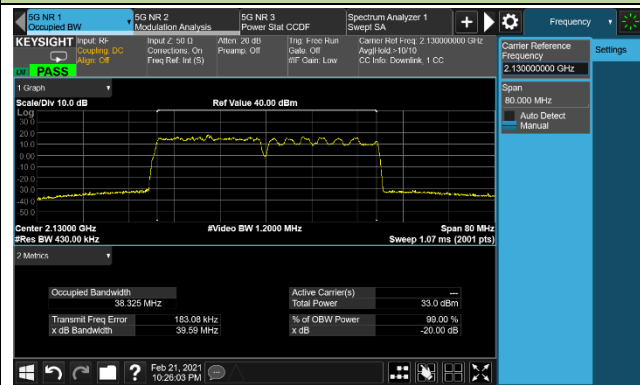 5G NR 1
Occupied BW
5G NR 2
Modulation Analysis
5G NR 3
Power Stat CCDF
Spectrum Analyzer 1
Swept SA
Frequency
KEYSIGHT
Input: RF
Coupling: DC
Align: Off
Input Z: 50 Ω
Corrections: On
Freq Ref: Int (S)
Atten: 20 dB
Preamp: Off
Trig: Free Run
Gate: Off
#IF Gain: Low
Carrier Ref Freq: 2.130000000 GHz
Avg|Hold >10/10
CC Info: Downlink, 1 CC
PASS
Carrier Reference
Frequency
2.130000000 GHz
Settings
Span
80.000 MHz
Auto Detect
Manual
1 Graph
Scale/Div 10.0 dB
Ref Value 40.00 dBm
Log
30.0
20.0
10.0
0.00
-10.0
-20.0
-30.0
-40.0
-50.0
Center 2.13000 GHz
#Video BW 1.2000 MHz
Span 80 MHz
#Res BW 430.00 kHz
Sweep 1.07 ms (2001 pts)
2 Metrics
Occupied Bandwidth
38.325 MHz
Active Carrier(s)
---
Total Power
33.0 dBm
Transmit Freq Error
183.08 kHz
% of OBW Power
99.00 %
x dB Bandwidth
39.59 MHz
x dB
-20.00 dB
?
Feb 21, 2021
10:26:03 PM